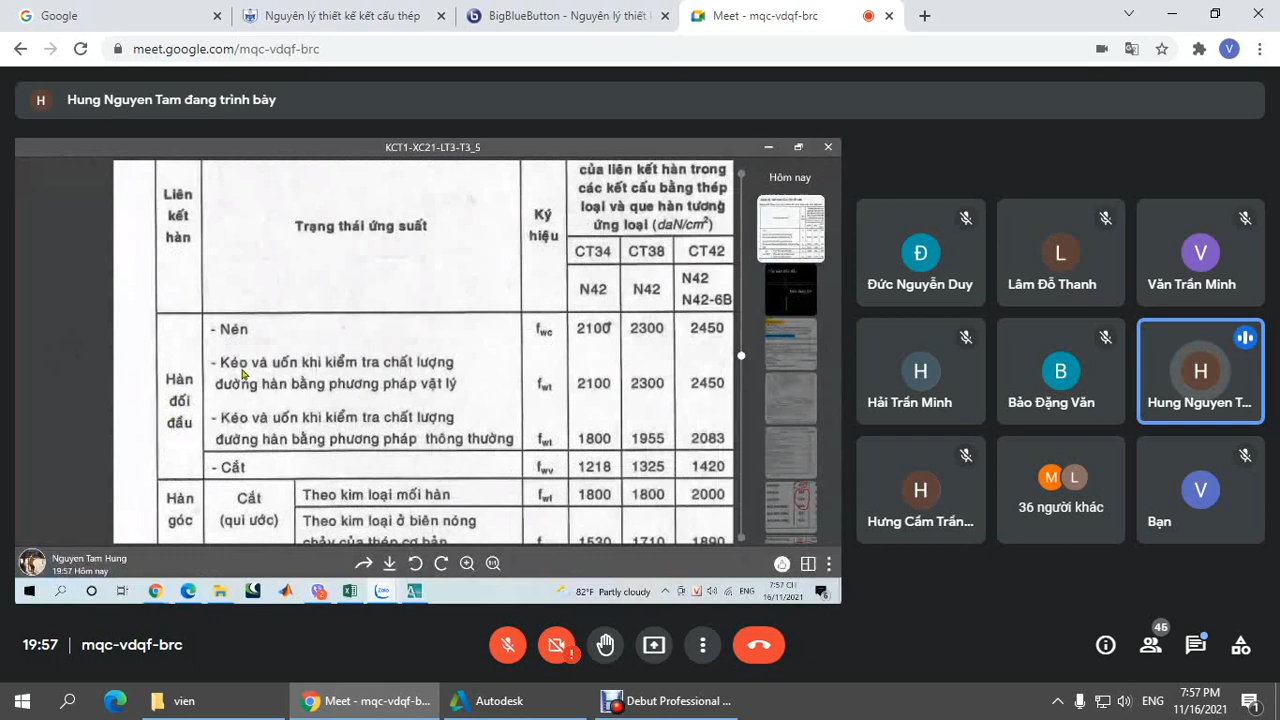 Google
Nguyên lý thiết kế kết cấu thép
BigBlueButton - Nguyên lý thiết
Meet - mqc-vdqf-brc
meet.google.com/mqc-vdqf-brc
V
H
Hung Nguyen Tam đang trình bày
KCT1-XC21-LT3-T3_5
Hôm nay
Liên kết hàn
Trạng thái ứng suất
Ký hiệu
của liên kết hàn trong
các kết cấu bằng thép
loại và que hàn tương
ứng loại (daN/cm²)
CT34 CT38 CT42
N42 N42 N42
N42-6B
Hàn đối đầu
- Nén fwc 2100 2300 2450
- Kéo và uốn khi kiểm tra chất lượng
đường hàn bằng phương pháp vật lý fwt 2100 2300 2450
- Kéo và uốn khi kiểm tra chất lượng
đường hàn bằng phương pháp thông thường fwt 1800 1955 2083
- Cắt fwv 1218 1325 1420
Hàn góc
Cắt (qui ước)
Theo kim loại mối hàn fwf 1800 1800 2000
Theo kim loại ở biên nóng
chảy của thép cơ bản 1530 1710 1890
Nguyen Tam Hung
19:57 Hôm nay
82°F Partly cloudy
ENG
7:57 CH
16/11/2021
6
Đ
Đức Nguyễn Duy
L
Lâm Đỗ Thanh
V
Văn Trần Minh
H
Hải Trần Minh
B
Bảo Đặng Văn
H
Hung Nguyen T...
H
Hưng Cầm Trần...
M L
36 người khác
V
Bạn
19:57 mqc-vdqf-brc
45
vien
Meet - mqc-vdqf-b...
Autodesk
Debut Professional ...
ENG
7:57 PM
11/16/2021
1